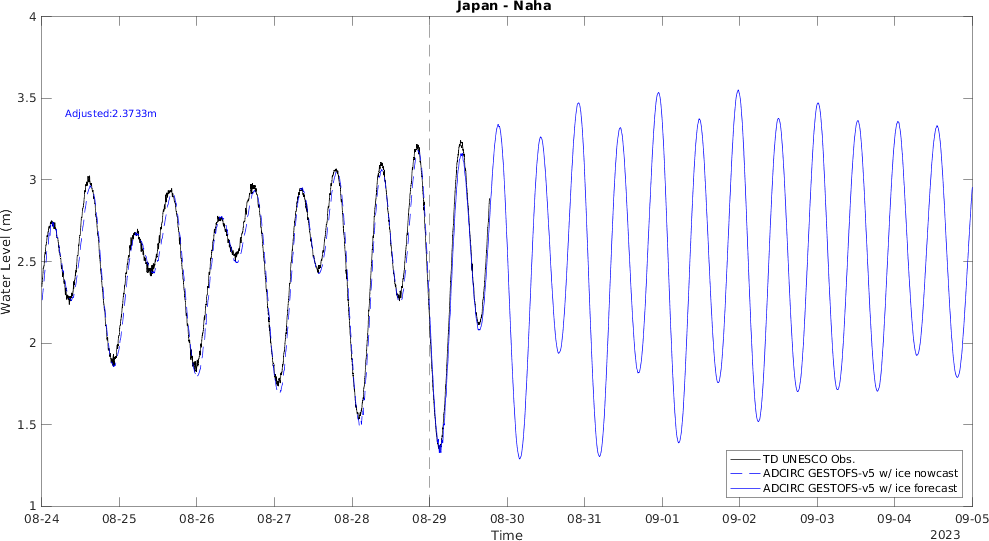 Japan - Naha
4
3.5
3
2.5
2
1.5
1
Water Level (m)
Adjusted:2.3733m
TD UNESCO Obs.
ADCIRC GESTOFS-v5 w/ ice nowcast
ADCIRC GESTOFS-v5 w/ ice forecast
08-24 08-25 08-26 08-27 08-28 08-29 08-30 08-31 09-01 09-02 09-03 09-04 09-05
Time
2023